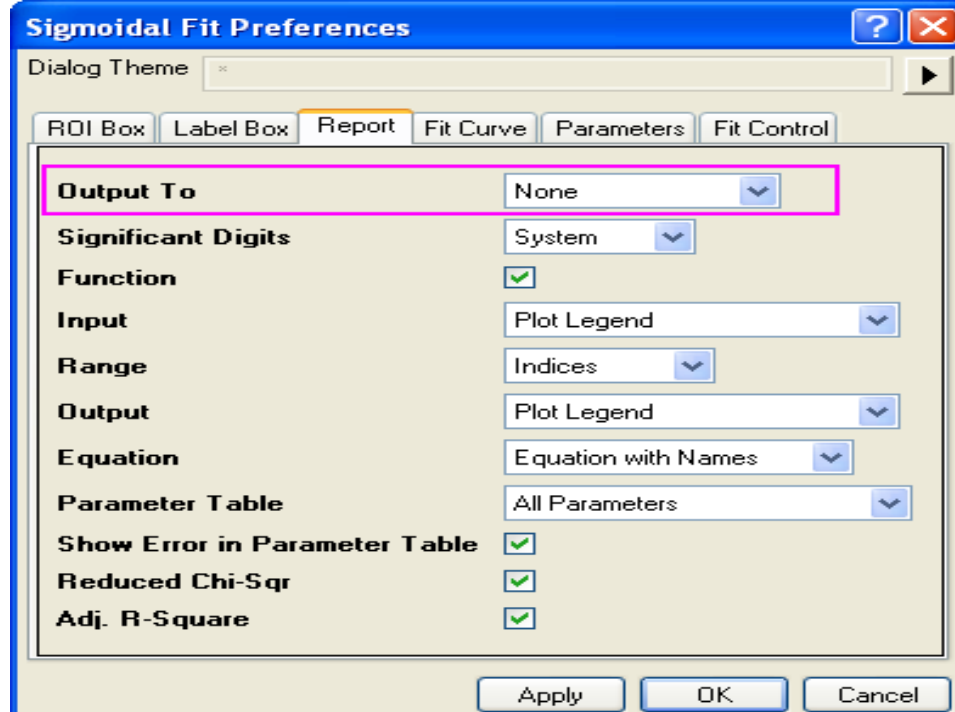 Sigmoidal Fit Preferences
Dialog Theme *
ROI Box Label Box Report Fit Curve Parameters Fit Control
Output To None
Significant Digits System
Function
Input Plot Legend
Range Indices
Output Plot Legend
Equation Equation with Names
Parameter Table All Parameters
Show Error in Parameter Table
Reduced Chi-Sqr
Adj. R-Square
Apply OK Cancel